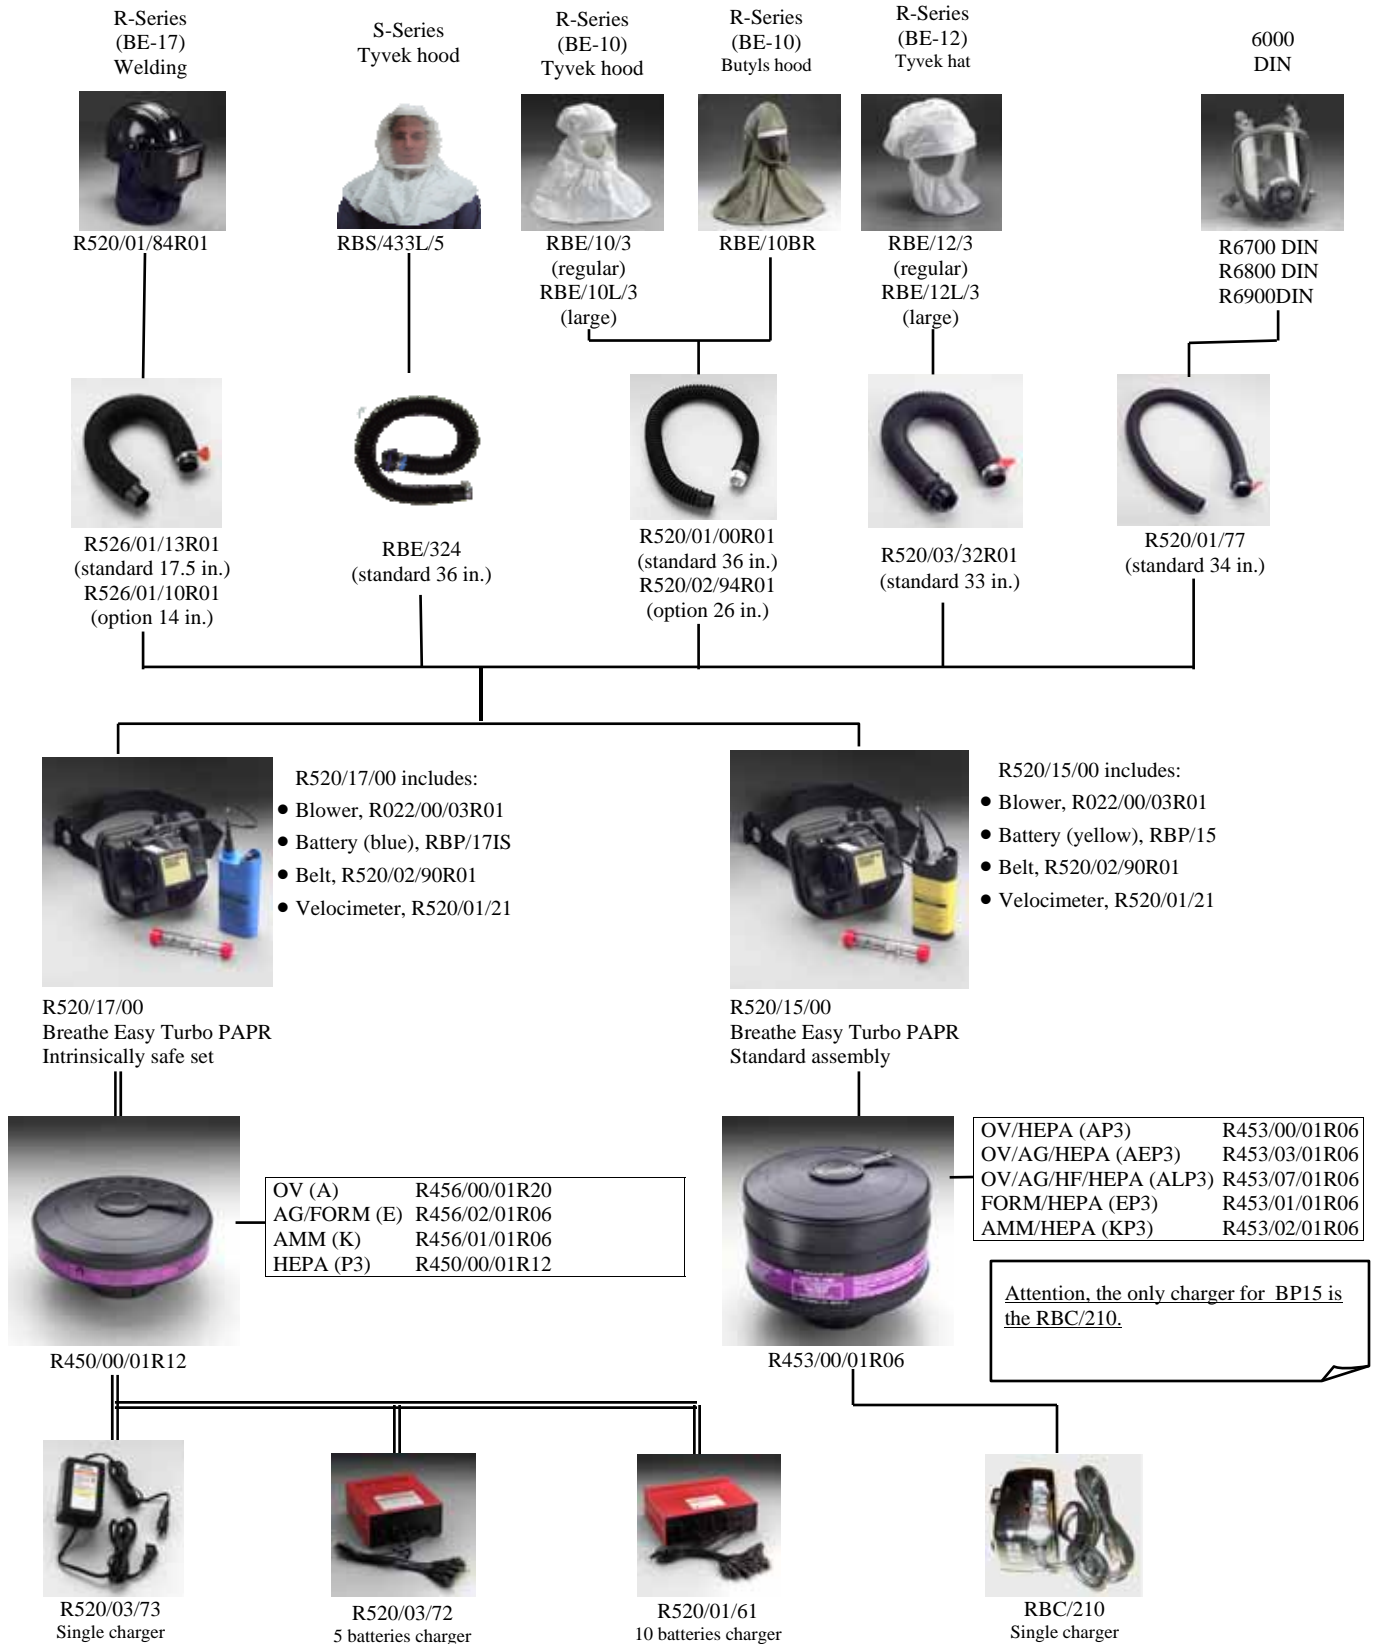 R-Series
(BE-17)
Welding
S-Series
Tyvek hood
R-Series
(BE-10)
Tyvek hood
R-Series
(BE-10)
Butyls hood
R-Series
(BE-12)
Tyvek hat
6000
DIN
R520/01/84R01
RBS/433L/5
RBE/10/3
(regular)
RBE/10L/3
(large)
RBE/10BR
RBE/12/3
(regular)
RBE/12L/3
(large)
R6700 DIN
R6800 DIN
R6900DIN
R526/01/13R01
(standard 17.5 in.)
R526/01/10R01
(option 14 in.)
RBE/324
(standard 36 in.)
R520/01/00R01
(standard 36 in.)
R520/02/94R01
(option 26 in.)
R520/03/32R01
(standard 33 in.)
R520/01/77
(standard 34 in.)
R520/17/00 includes:
● Blower, R022/00/03R01
● Battery (blue), RBP/17IS
● Belt, R520/02/90R01
● Velocimeter, R520/01/21
R520/17/00
Breathe Easy Turbo PAPR
Intrinsically safe set
R520/15/00 includes:
● Blower, R022/00/03R01
● Battery (yellow), RBP/15
● Belt, R520/02/90R01
● Velocimeter, R520/01/21
R520/15/00
Breathe Easy Turbo PAPR
Standard assembly
OV (A) R456/00/01R20
AG/FORM (E) R456/02/01R06
AMM (K) R456/01/01R06
HEPA (P3) R450/00/01R12
R450/00/01R12
OV/HEPA (AP3) R453/00/01R06
OV/AG/HEPA (AEP3) R453/03/01R06
OV/AG/HF/HEPA (ALP3) R453/07/01R06
FORM/HEPA (EP3) R453/01/01R06
AMM/HEPA (KP3) R453/02/01R06
Attention, the only charger for BP15 is
the RBC/210.
R453/00/01R06
R520/03/73
Single charger
R520/03/72
5 batteries charger
R520/01/61
10 batteries charger
RBC/210
Single charger